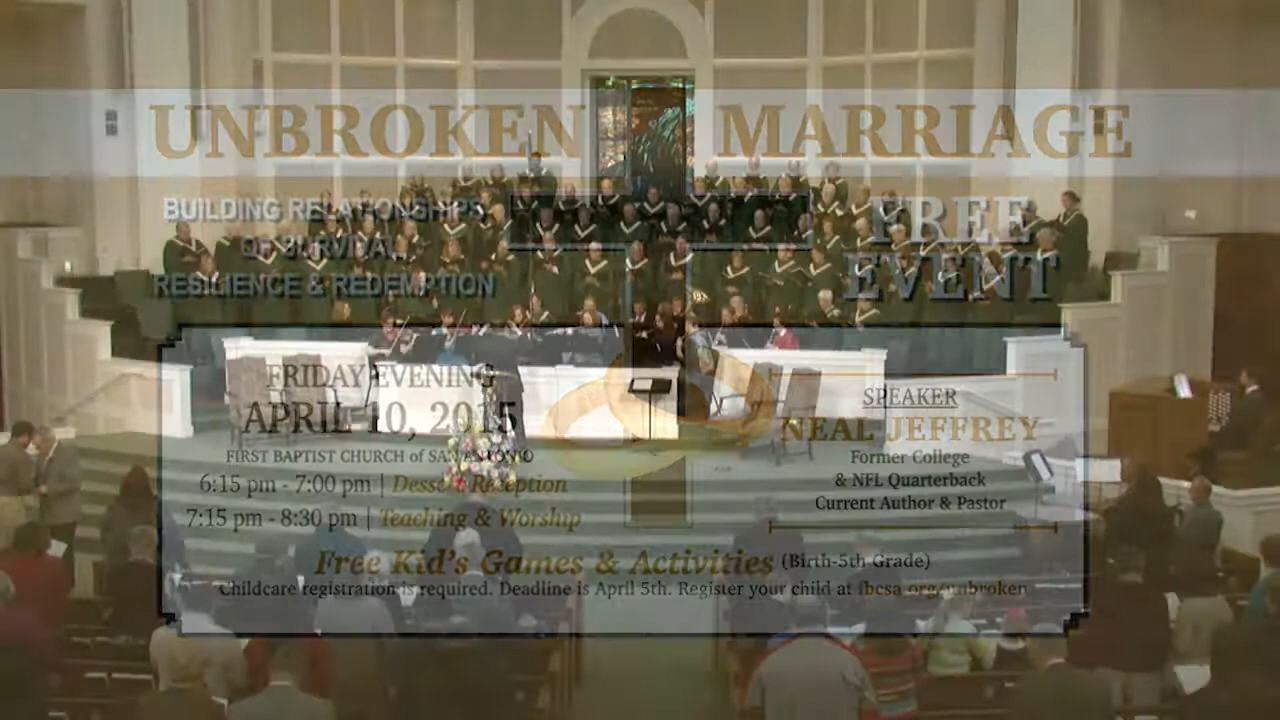 UNBROKEN MARRIAGE
BUILDING RELATIONSHIPS
OF SURVIVAL,
RESILIENCE & REDEMPTION
FREE
EVENT
FRIDAY EVENING
APRIL 10, 2015
FIRST BAPTIST CHURCH of SAN ANTONIO
6:15 pm - 7:00 pm | Dessert Reception
7:15 pm - 8:30 pm | Teaching & Worship
SPEAKER
NEAL JEFFREY
Former College
& NFL Quarterback
Current Author & Pastor
Free Kid's Games & Activities (Birth-5th Grade)
Childcare registration is required. Deadline is April 5th. Register your child at fbcsa.org/unbroken